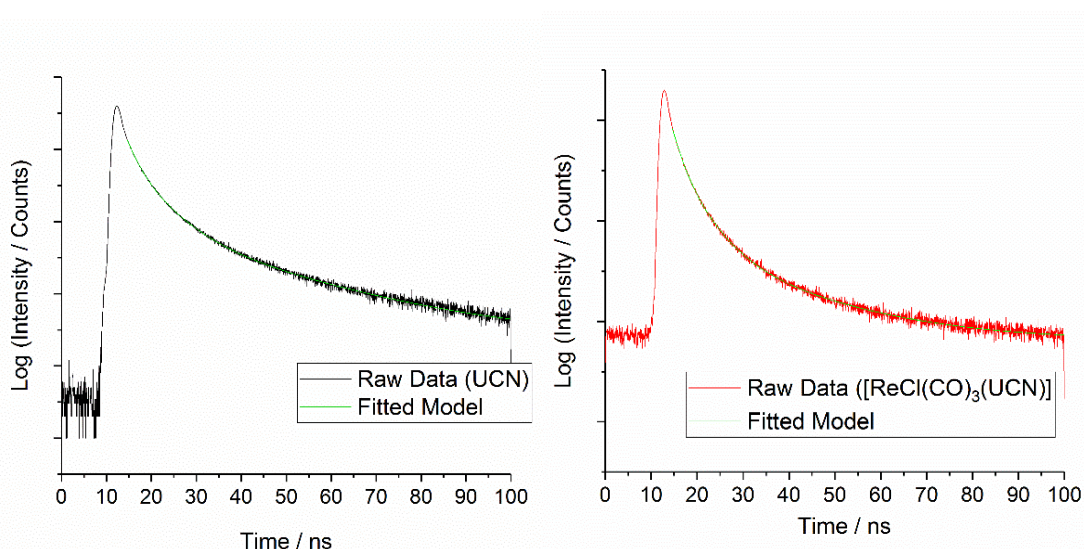 Log (Intensity / Counts)
Raw Data (UCN)
Fitted Model
0 10 20 30 40 50 60 70 80 90 100
Time / ns
Log (Intensity / Counts)
Raw Data ([ReCl(CO)3(UCN)]
Fitted Model
0 10 20 30 40 50 60 70 80 90 100
Time / ns